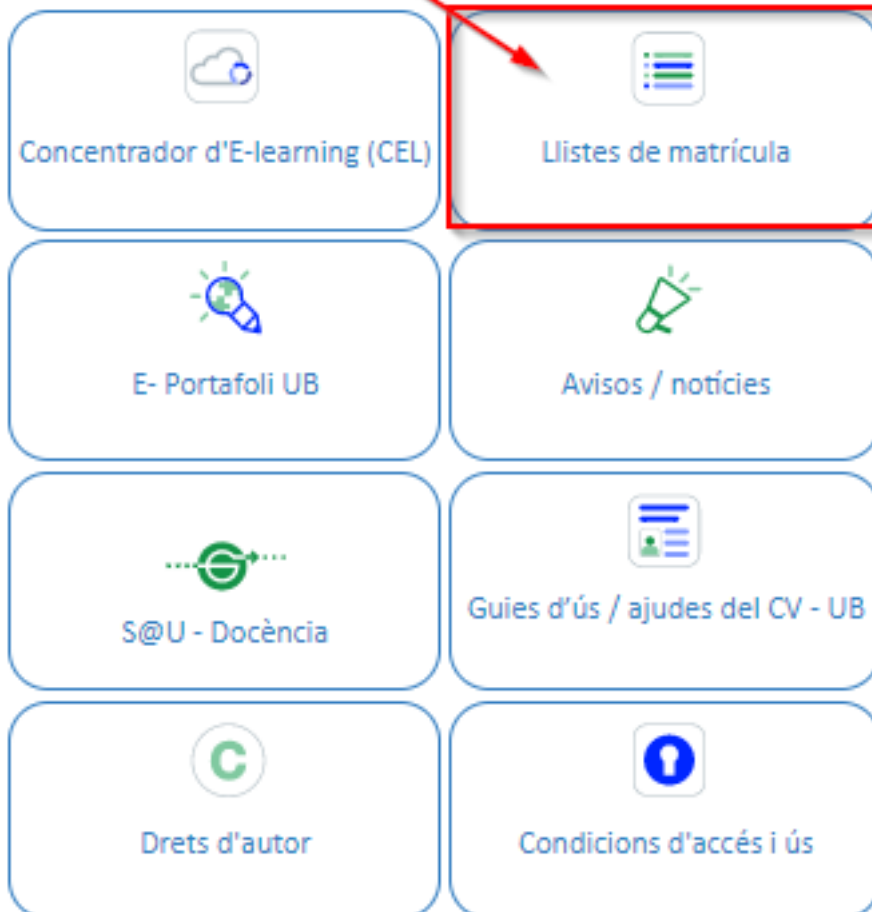 Concentrador d'E-learning (CEL)
Llistes de matrícula
E- Portafoli UB
Avisos / notícies
S@U - Docència
Guies d'ús / ajudes del CV - UB
C
Drets d'autor
Condicions d'accés i ús